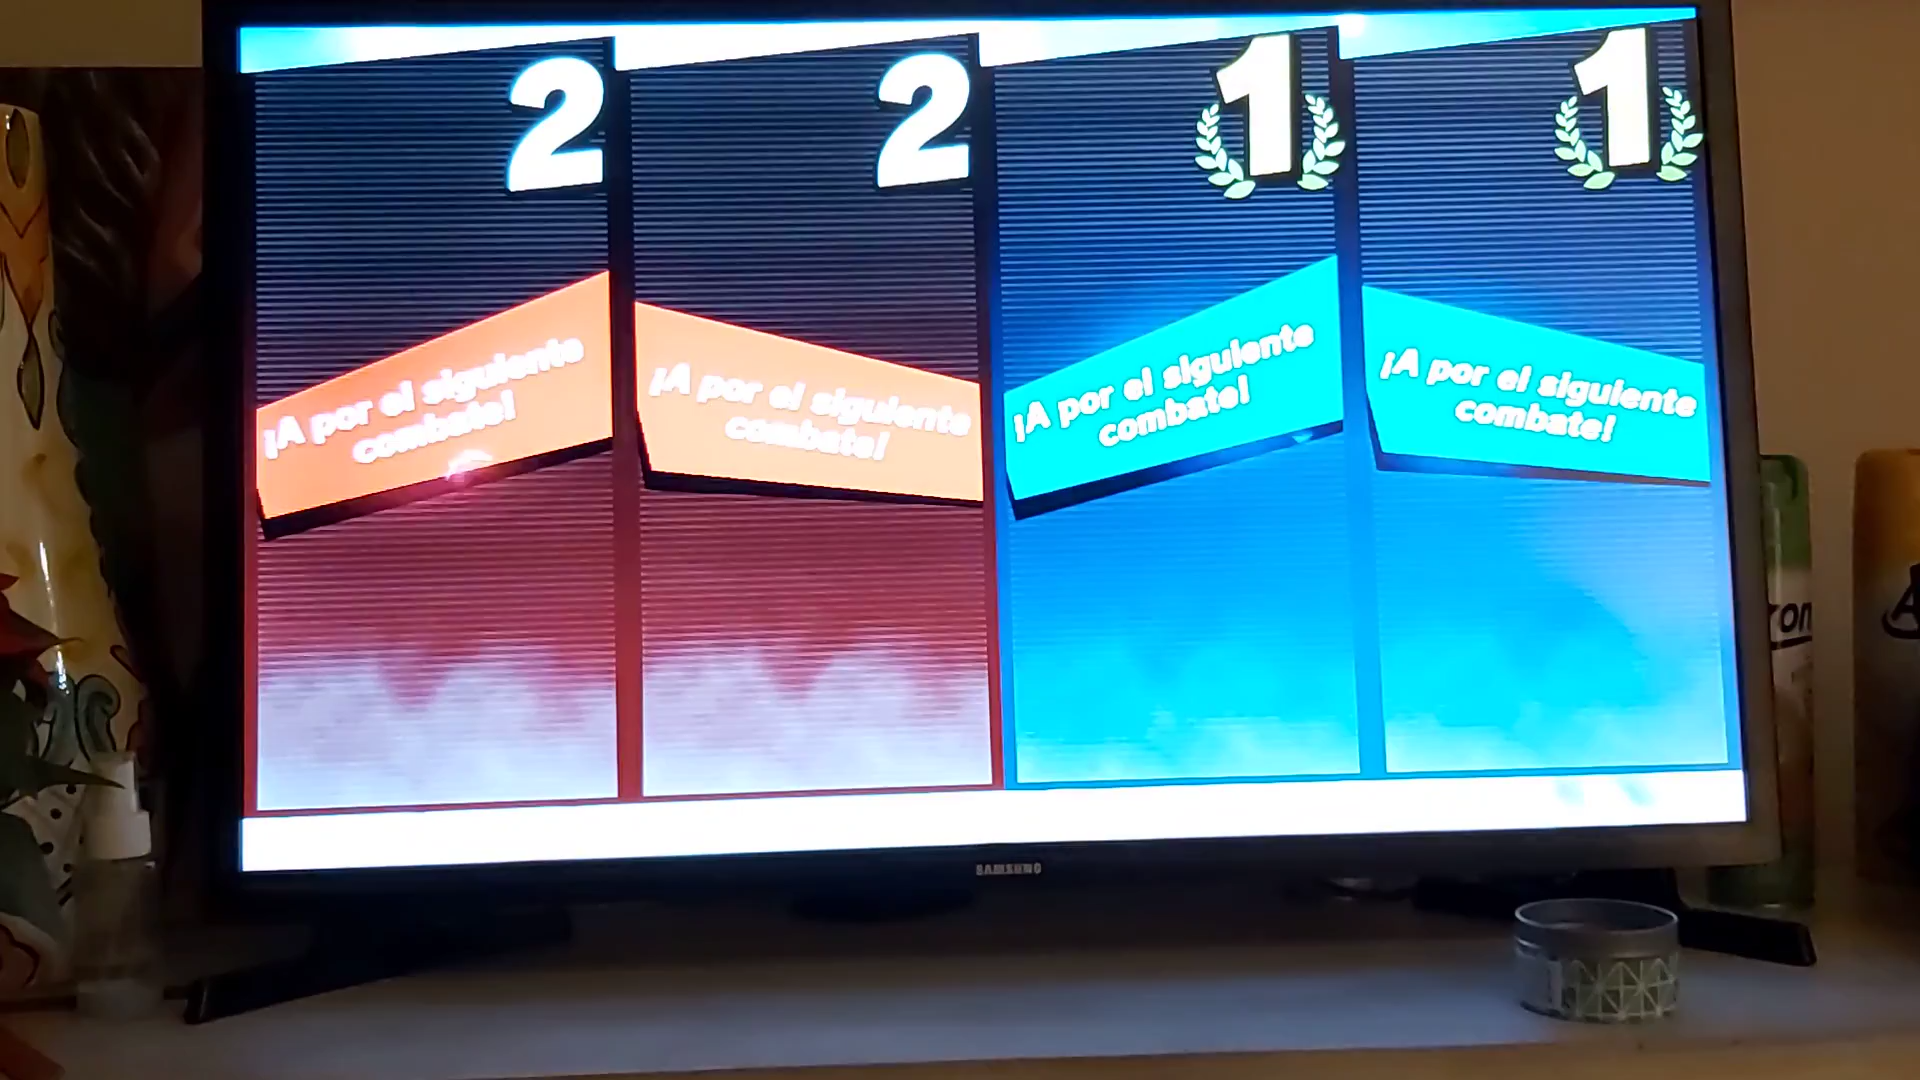 2
2
1
1
¡A por el siguiente
combate!
¡A por el siguiente
combate!
¡A por el siguiente
combate!
¡A por el siguiente
combate!
SAMSUNG